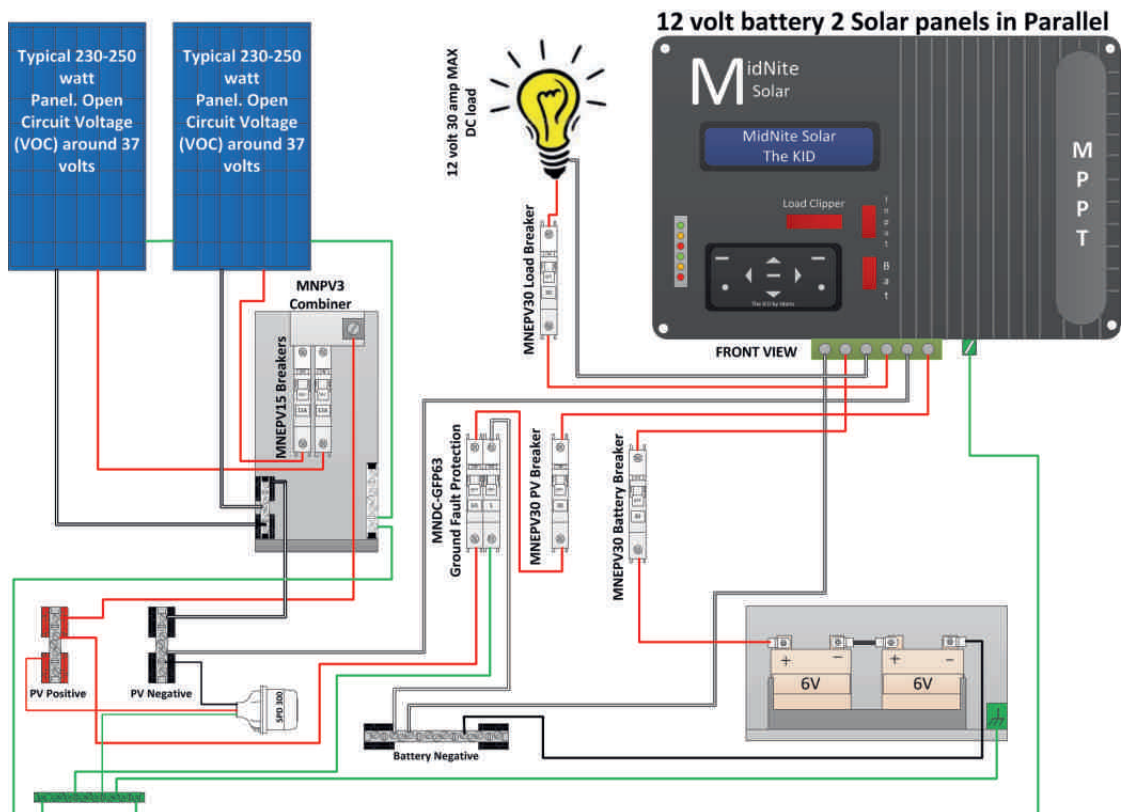 12 volt battery 2 Solar panels in Parallel
Typical 230-250
watt
Panel. Open
Circuit Voltage
(VOC) around 37
volts
Typical 230-250
watt
Panel. Open
Circuit Voltage
(VOC) around 37
volts
12 volt 30 amp MAX
DC load
MidNite
Solar
MidNite Solar
The KID
MPPT
Load Clipper
Input
Bat
MNPV3
Combiner
MNEPV15 Breakers
MNEPV30 Load Breaker
FRONT VIEW
MNDC-GFP63
Ground Fault Protection
MNEPV30 PV Breaker
MNEPV30 Battery Breaker
PV Positive
PV Negative
SPD 300
Battery Negative
+ -
6V
+ -
6V